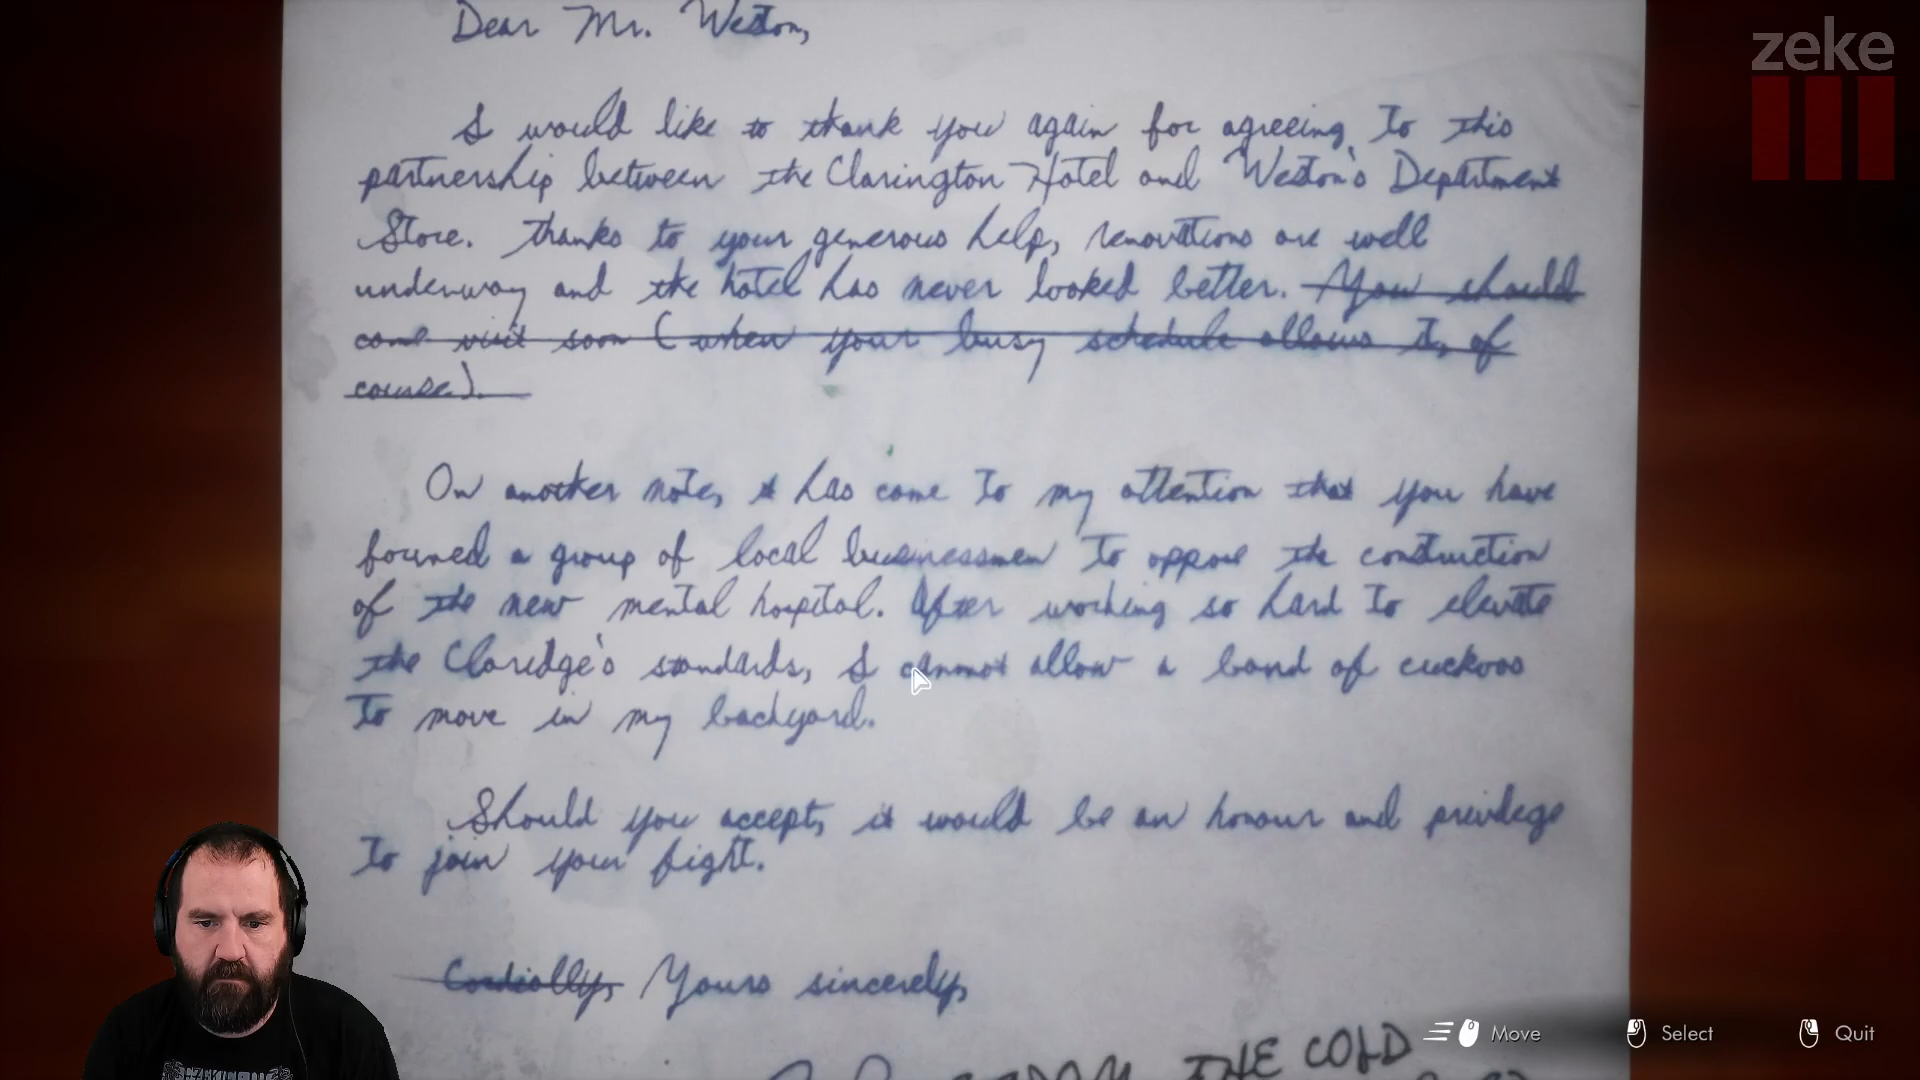 Dear Mr. Weston,
zeke
I would like to thank you again for agreeing to this
partnership between the Clarington Hotel and Weston's Department
Store. Thanks to your generous help, renovations are well
underway and the hotel has never looked better. You should
come visit soon (when your busy schedule allows it, of
course).
On another note, it has come to my attention that you have
formed a group of local businessmen to oppose the construction
of the new mental hospital. After working so hard to elevate
the Claridge's standards, I cannot allow a band of cuckoos
to move in my backyard.
Should you accept, it would be an honour and privilege
to join your fight.
Cordially, Yours sincerely,
THE COLD
Move Select Quit